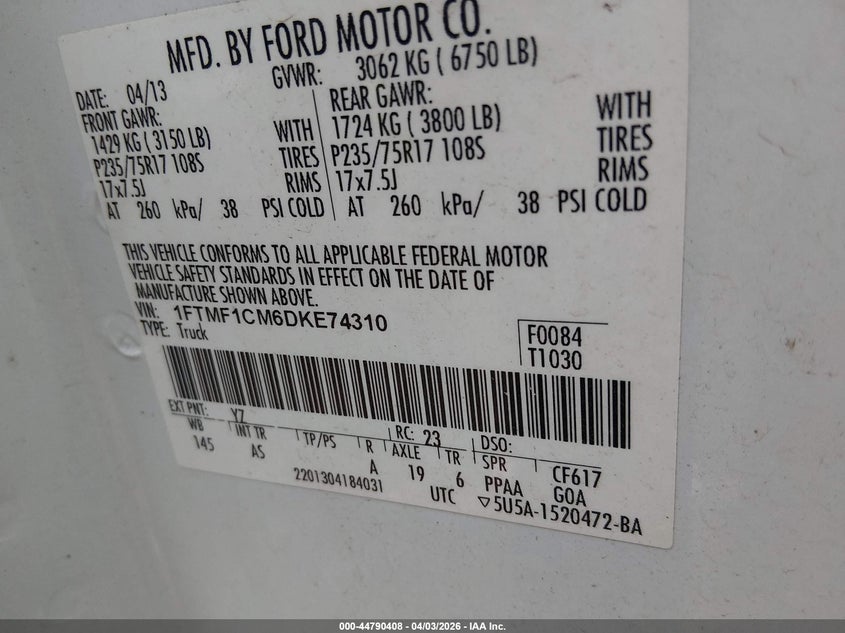 MFD. BY FORD MOTOR CO.
DATE: 04/13
GVWR: 3062 KG ( 6750 LB)
FRONT GAWR:
1429 KG ( 3150 LB) WITH
P235/75R17 108S TIRES
17x7.5J RIMS
AT 260 kPa/ 38 PSI COLD
REAR GAWR:
1724 KG ( 3800 LB) WITH
P235/75R17 108S TIRES
17x7.5J RIMS
AT 260 kPa/ 38 PSI COLD
THIS VEHICLE CONFORMS TO ALL APPLICABLE FEDERAL MOTOR
VEHICLE SAFETY STANDARDS IN EFFECT ON THE DATE OF
MANUFACTURE SHOWN ABOVE.
VIN: 1FTMF1CM6DKE74310
TYPE: Truck
F0084
T1030
EXT PNT: YZ RC: 23 DSO:
WB INT TR TP/PS R AXLE TR SPR CF617
145 AS A 19 6 PPAA GOA
2201304184031 UTC ▽5U5A-1520472-BA
000-44790408 - 04/03/2026 - IAA Inc.